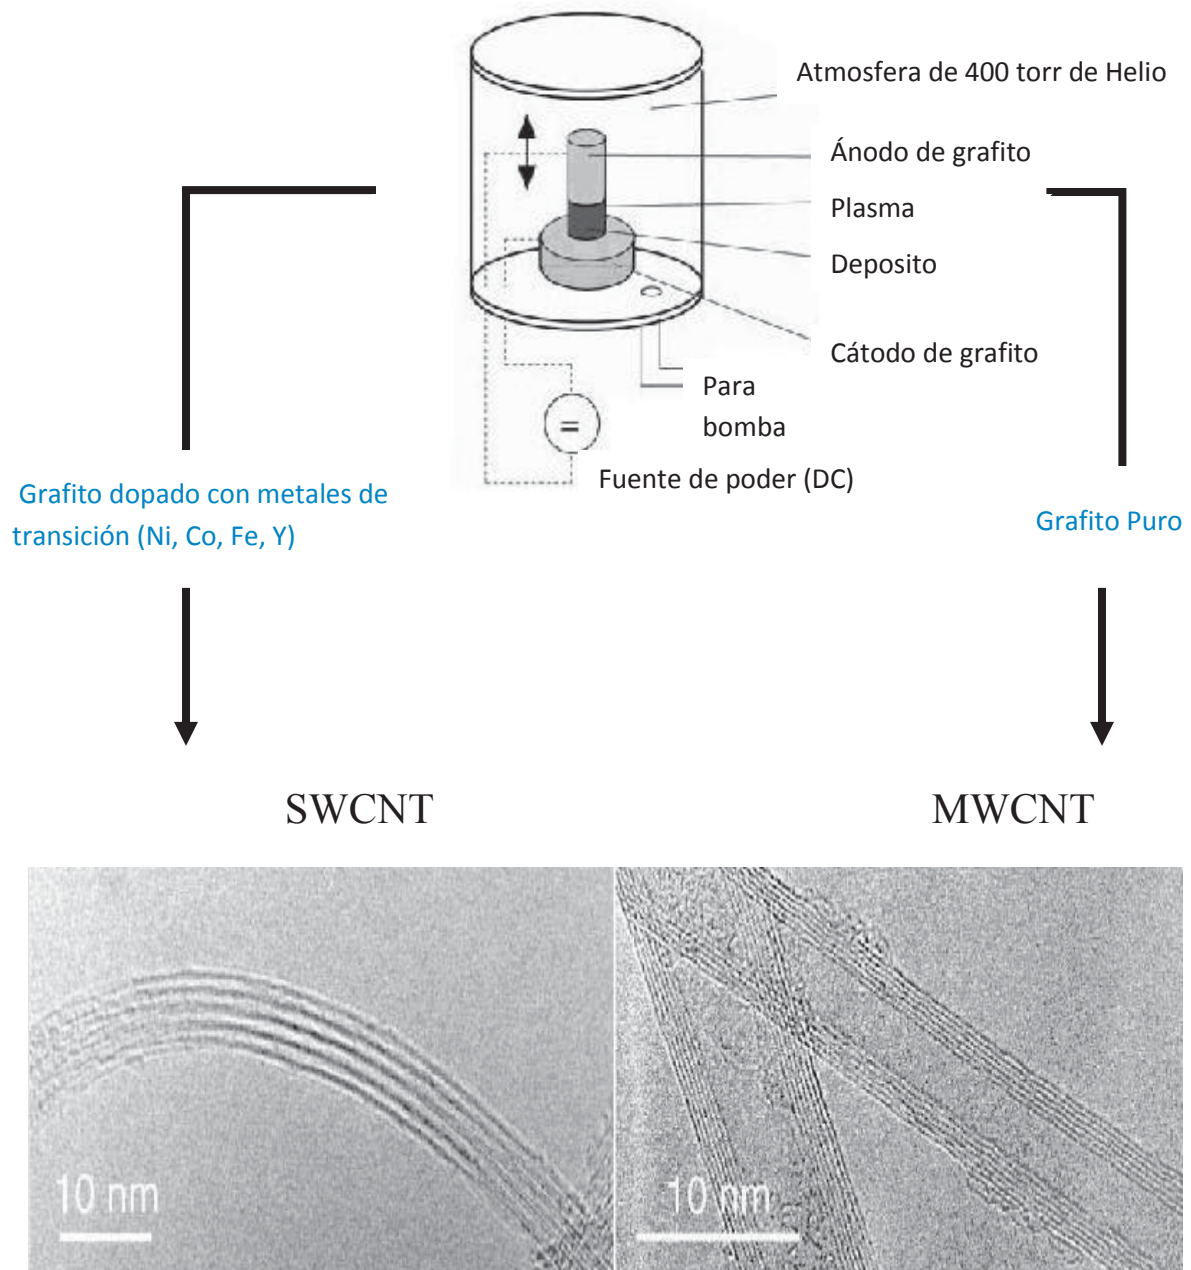 Atmosfera de 400 torr de Helio
Ánodo de grafito
Plasma
Deposito
Cátodo de grafito
Para
bomba
=
Fuente de poder (DC)
Grafito dopado con metales de
transición (Ni, Co, Fe, Y)
Grafito Puro
SWCNT
MWCNT
10 nm
10 nm